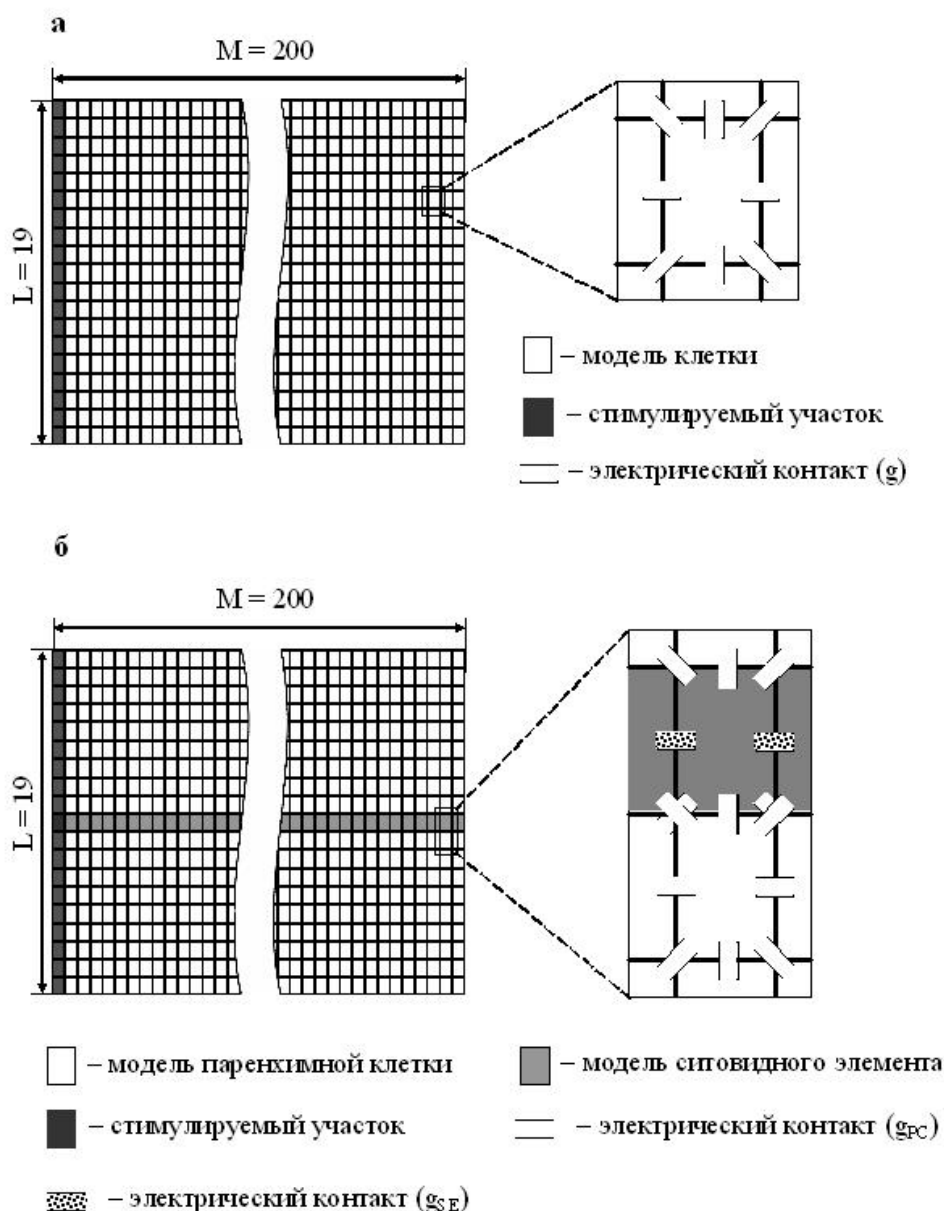 а
M = 200
L = 19
– модель клетки
– стимулируемый участок
– электрический контакт (g)
б
M = 200
L = 19
– модель паренхимной клетки
– модель ситовидного элемента
– стимулируемый участок
– электрический контакт (gPC)
– электрический контакт (gSE)